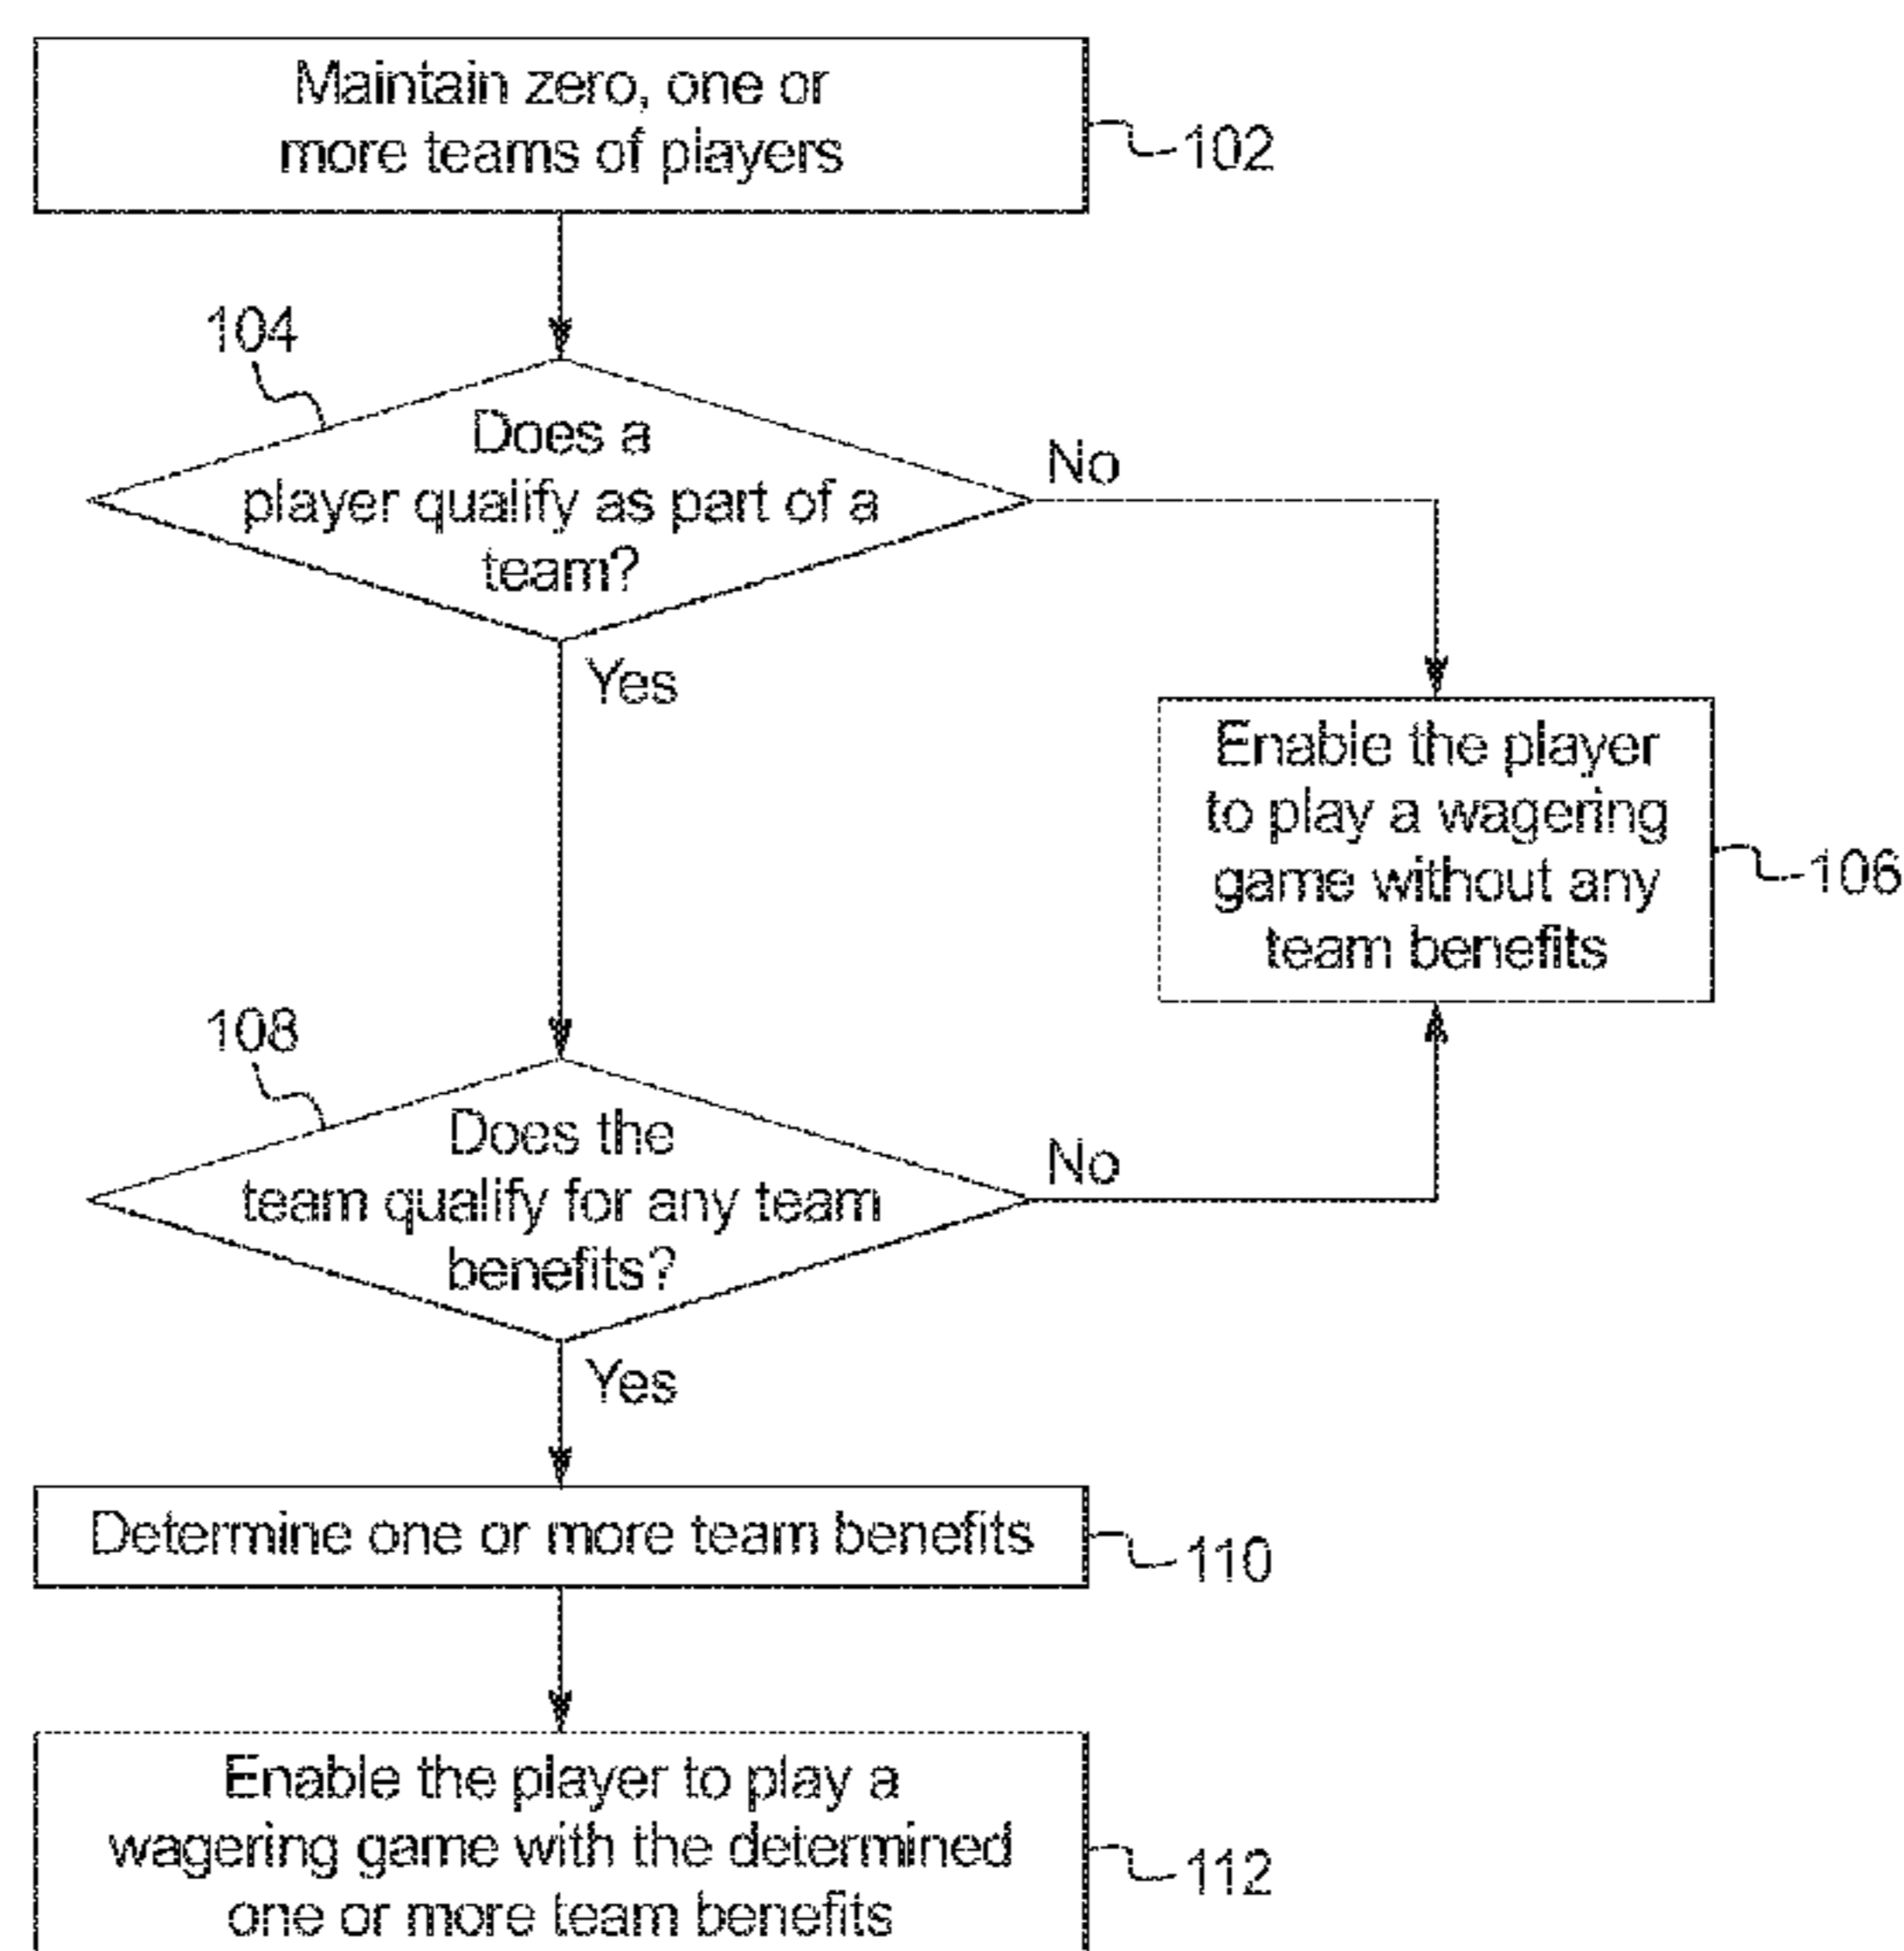 Maintain zero, one or
more teams of players
102
104
Does a
player qualify as part of a
team?
No
Yes
Enable the player
to play a wagering
game without any
team benefits
106
108
Does the
team qualify for any team
benefits?
No
Yes
Determine one or more team benefits
110
Enable the player to play a
wagering game with the determined
one or more team benefits
112